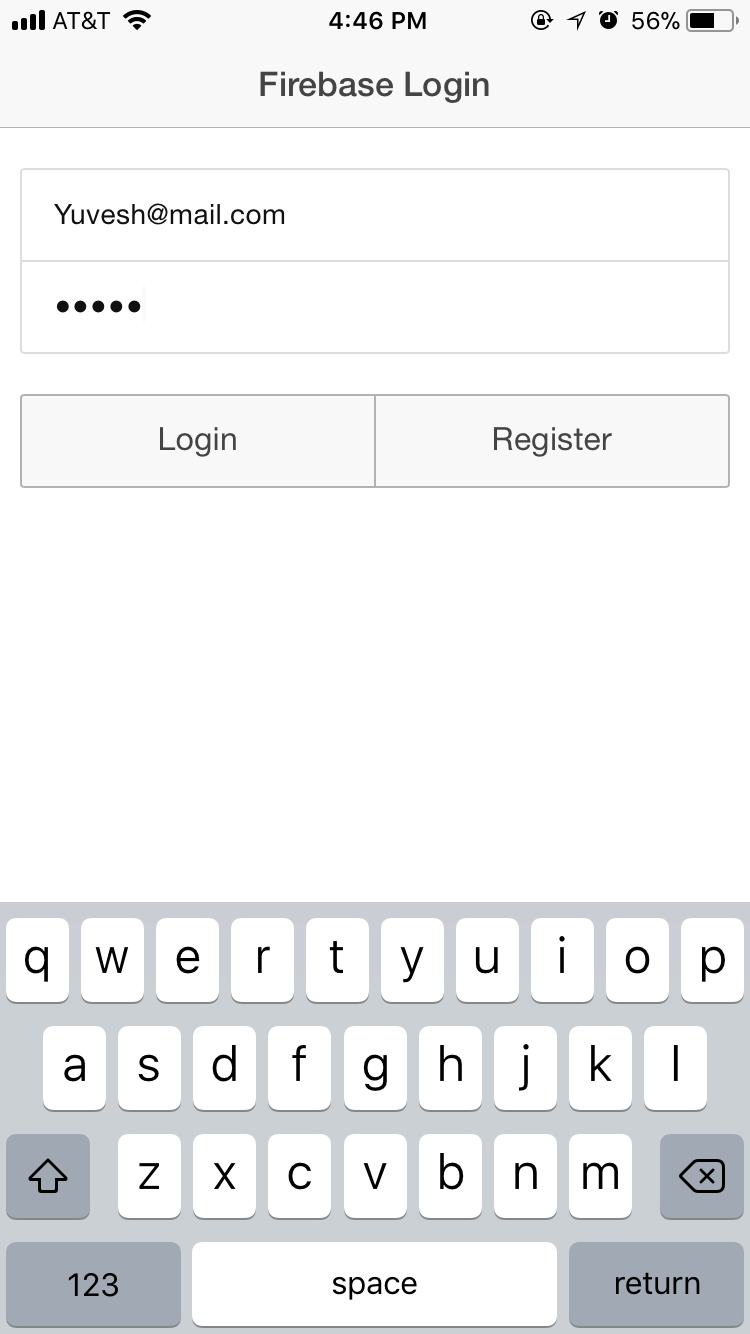 AT&T 4:46 PM 56%
Firebase Login
Yuvesh@mail.com
•••••
Login Register
q w e r t y u i o p
a s d f g h j k l
z x c v b n m
123 space return